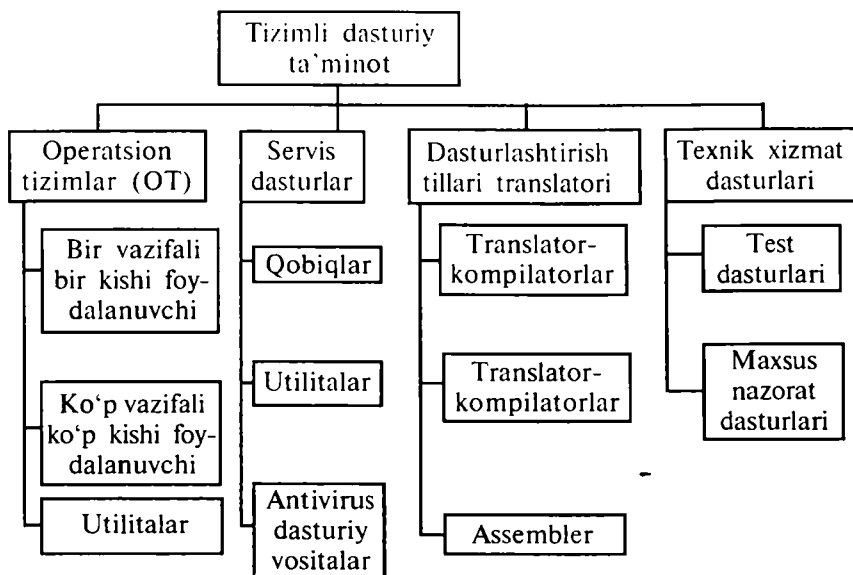 Tizimli dasturiy
ta’minot
Operatsion
tizimlar (OT)
Servis
dasturlar
Dasturlashtirish
tillari translatori
Texnik xizmat
dasturlari
Bir vazifali
bir kishi foy-
dalanuvchi
Ko‘p vazifali
ko‘p kishi foy-
dalanuvchi
Utilitalar
Qobiqlar
Utilitalar
Antivirus
dasturiy
vositalar
Translator-
kompilatorlar
Translator-
kompilatorlar
Assembler
Test
dasturlari
Maxsus
nazorat
dasturlari